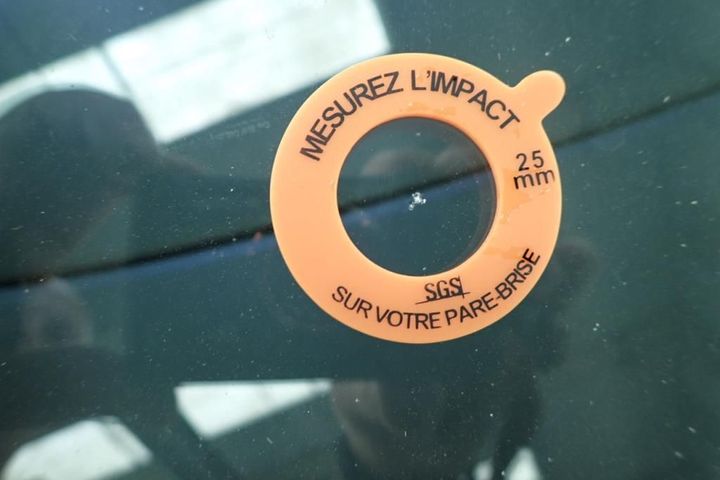 MESUREZ L'IMPACT
25
mm
SGS
SUR VOTRE PARE-BRISE